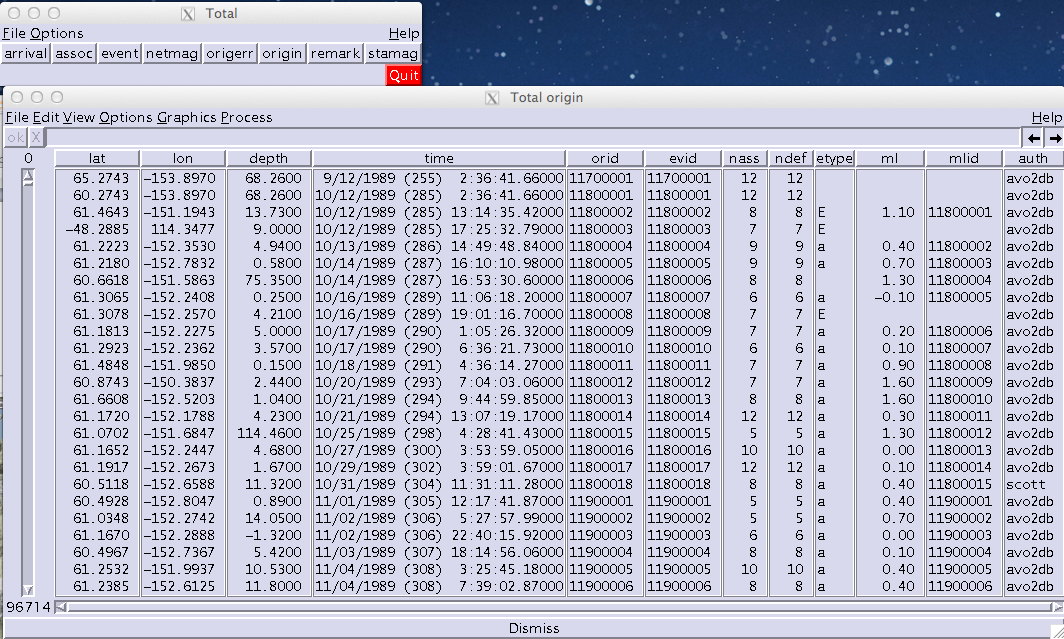 X Total
File Options Help
arrival assoc event netmag origerr origin remark stamag
Quit
X Total origin
File Edit View Options Graphics Process Help
ok X
0 lat lon depth time orid evid nass ndef etype ml mlid auth
65.2743 −153.8970 68.2600 9/12/1989 (255) 2:36:41.66000 11700001 11700001 12 12 avo2db
60.2743 −153.8970 68.2600 10/12/1989 (285) 2:36:41.66000 11800001 11800001 12 12 avo2db
61.4643 −151.1943 13.7300 10/12/1989 (285) 13:14:35.42000 11800002 11800002 8 8 E 1.10 11800001 avo2db
−48.2885 114.3477 9.0000 10/12/1989 (285) 17:25:32.79000 11800003 11800003 7 7 E avo2db
61.2223 −152.3530 4.9400 10/13/1989 (286) 14:49:48.84000 11800004 11800004 9 9 a 0.40 11800002 avo2db
61.2180 −152.7832 0.5800 10/14/1989 (287) 16:10:10.98000 11800005 11800005 9 9 a 0.70 11800003 avo2db
60.6618 −151.5863 75.3500 10/14/1989 (287) 16:53:30.60000 11800006 11800006 8 8 1.30 11800004 avo2db
61.3065 −152.2408 0.2500 10/16/1989 (289) 11:06:18.20000 11800007 11800007 6 6 a −0.10 11800005 avo2db
61.3078 −152.2570 4.2100 10/16/1989 (289) 19:01:16.70000 11800008 11800008 7 7 E avo2db
61.1813 −152.2275 5.0000 10/17/1989 (290) 1:05:26.32000 11800009 11800009 7 7 a 0.20 11800006 avo2db
61.2923 −152.2362 3.5700 10/17/1989 (290) 6:36:21.73000 11800010 11800010 6 6 a 0.10 11800007 avo2db
61.4848 −151.9850 0.1500 10/18/1989 (291) 4:36:14.27000 11800011 11800011 7 7 a 0.90 11800008 avo2db
60.8743 −150.3837 2.4400 10/20/1989 (293) 7:04:03.06000 11800012 11800012 7 7 a 1.60 11800009 avo2db
61.6608 −152.5203 1.0400 10/21/1989 (294) 9:44:59.85000 11800013 11800013 8 8 a 1.60 11800010 avo2db
61.1720 −152.1788 4.2300 10/21/1989 (294) 13:07:19.17000 11800014 11800014 12 12 a 0.30 11800011 avo2db
61.0702 −151.6847 114.4600 10/25/1989 (298) 4:28:41.43000 11800015 11800015 5 5 a 1.30 11800012 avo2db
61.1652 −152.2447 4.6800 10/27/1989 (300) 3:53:59.05000 11800016 11800016 10 10 a 0.00 11800013 avo2db
61.1917 −152.2673 1.6700 10/29/1989 (302) 3:59:01.67000 11800017 11800017 12 12 a 0.10 11800014 avo2db
60.5118 −152.6588 11.3200 10/31/1989 (304) 11:31:11.28000 11800018 11800018 8 8 a 0.40 11800015 scott
60.4928 −152.8047 0.8900 11/01/1989 (305) 12:17:41.87000 11900001 11900001 5 5 a 0.40 11900001 avo2db
61.0348 −152.2742 14.0500 11/02/1989 (306) 5:27:57.99000 11900002 11900002 5 5 a 0.70 11900002 avo2db
61.1670 −152.2888 −1.3200 11/02/1989 (306) 22:40:15.92000 11900003 11900003 6 6 a 0.00 11900003 avo2db
60.4967 −152.7367 5.4200 11/03/1989 (307) 18:14:56.06000 11900004 11900004 8 8 a 0.10 11900004 avo2db
61.2532 −151.9937 10.5300 11/04/1989 (308) 3:25:45.18000 11900005 11900005 10 10 a 0.40 11900005 avo2db
61.2385 −152.6125 11.8000 11/04/1989 (308) 7:39:02.87000 11900006 11900006 8 8 a 0.40 11900006 avo2db
96714
Dismiss